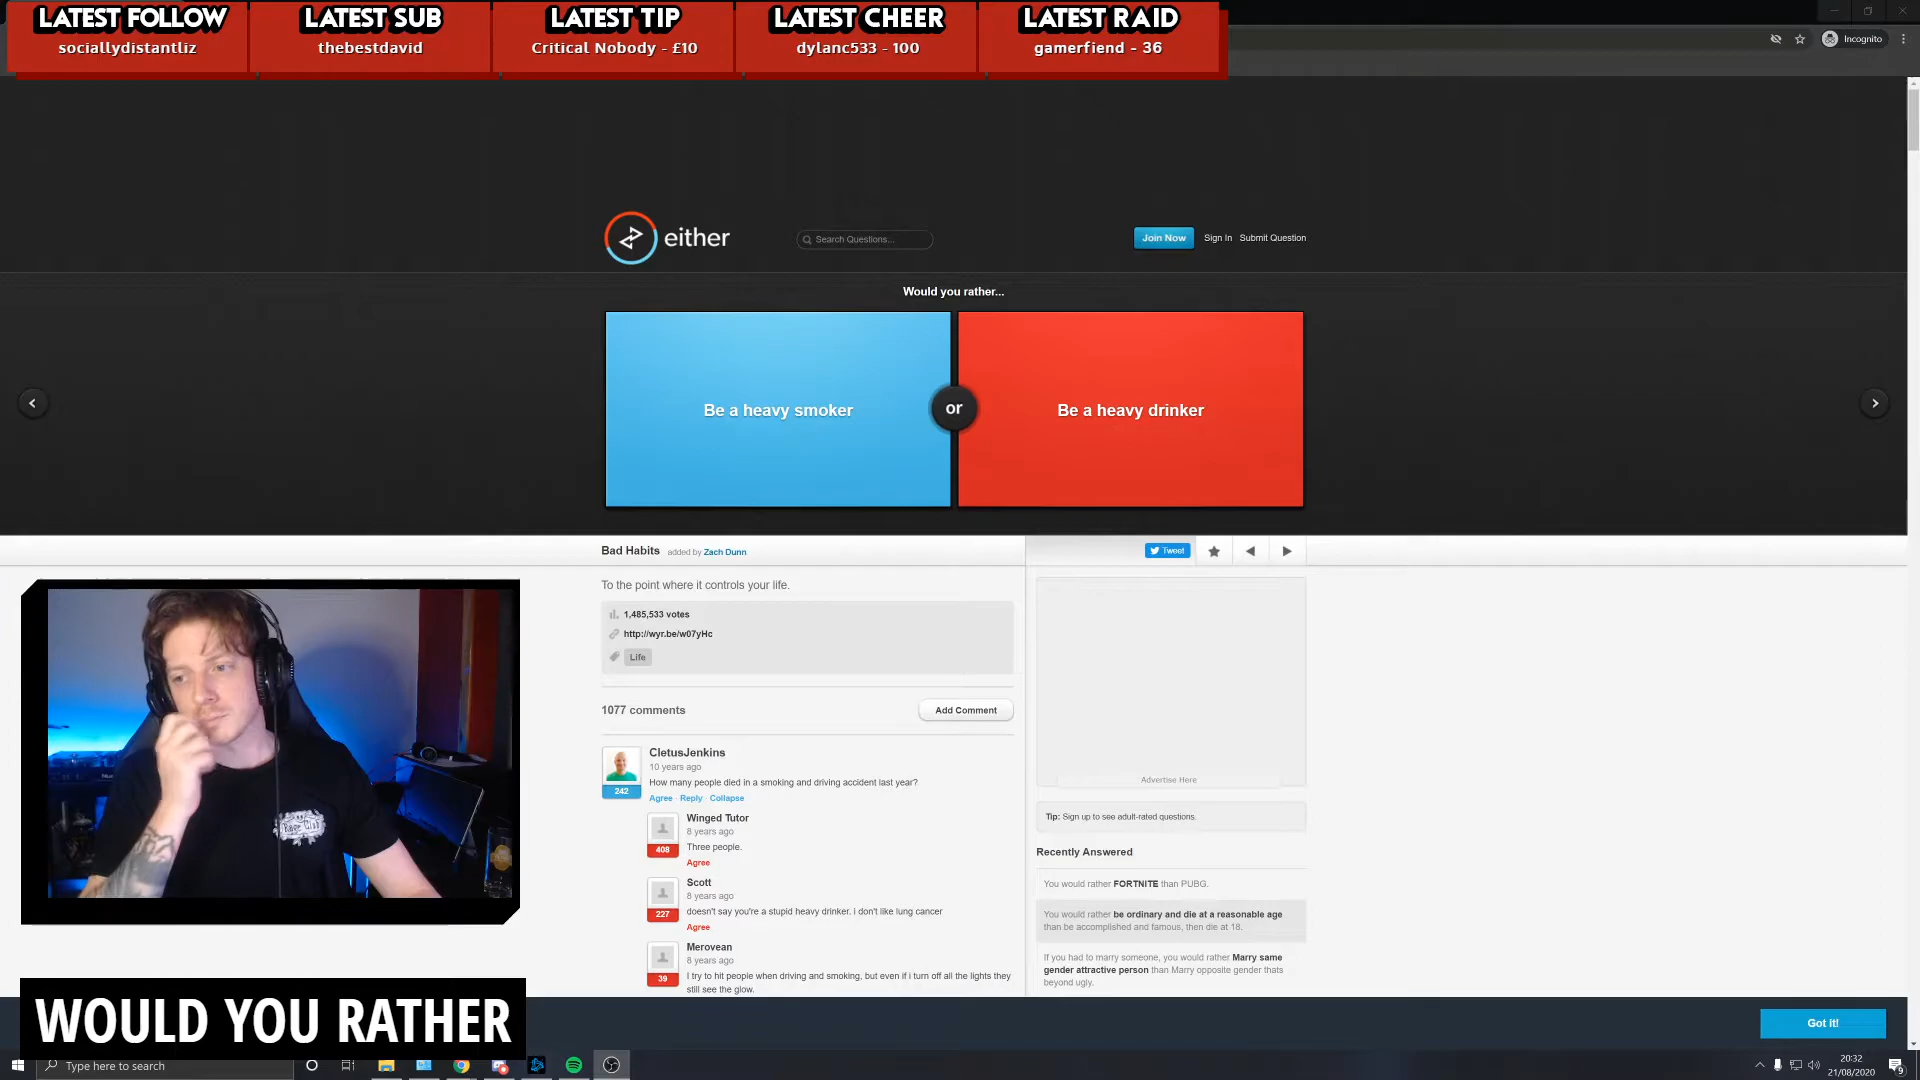 LATEST FOLLOW
sociallydistantliz
LATEST SUB
thebestdavid
LATEST TIP
Critical Nobody - £10
LATEST CHEER
dylanc533 - 100
LATEST RAID
gamerfiend - 36
Incognito
either
Search Questions...
Join Now
Sign In
Submit Question
Would you rather...
Be a heavy smoker
or
Be a heavy drinker
Bad Habits added by Zach Dunn
Tweet
To the point where it controls your life.
1,485,533 votes
http://wyr.be/w07yHc
Life
1077 comments
Add Comment
CletusJenkins
10 years ago
How many people died in a smoking and driving accident last year?
242
Agree · Reply · Collapse
Winged Tutor
8 years ago
Three people.
408
Agree
Scott
8 years ago
doesn't say you're a stupid heavy drinker. i don't like lung cancer
227
Agree
Merovean
8 years ago
I try to hit people when driving and smoking, but even if i turn off all the lights they
still see the glow.
39
Advertise Here
Tip: Sign up to see adult-rated questions.
Recently Answered
You would rather FORTNITE than PUBG.
You would rather be ordinary and die at a reasonable age
than be accomplished and famous, then die at 18.
If you had to marry someone, you would rather Marry same
gender attractive person than Marry opposite gender thats
beyond ugly.
WOULD YOU RATHER
Got it!
Type here to search
20:32
21/08/2020
9